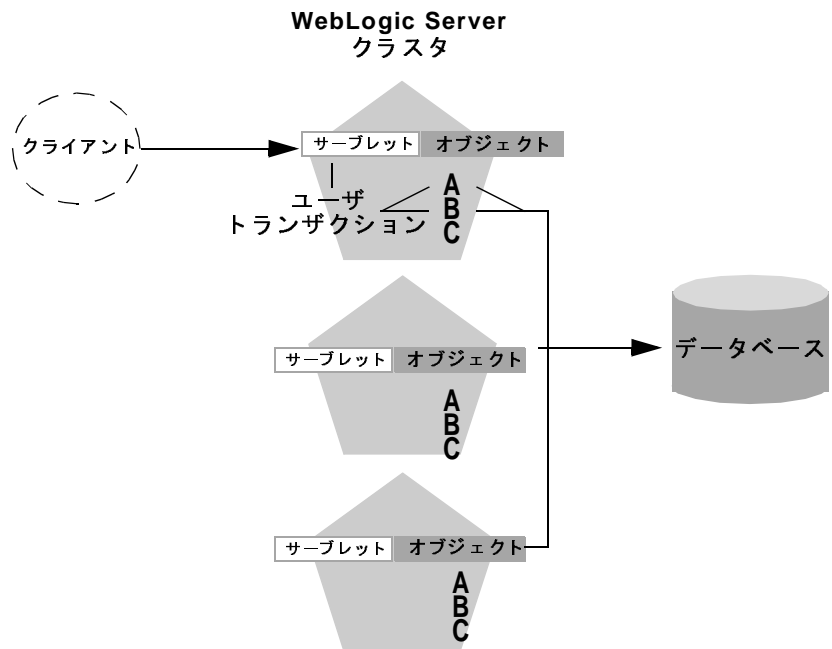 WebLogic Server
クラスタ
クライアント
サーブレット
オブジェクト
ユーザ
トランザクション
A
B
C
サーブレット
オブジェクト
A
B
C
データベース
サーブレット
オブジェクト
A
B
C